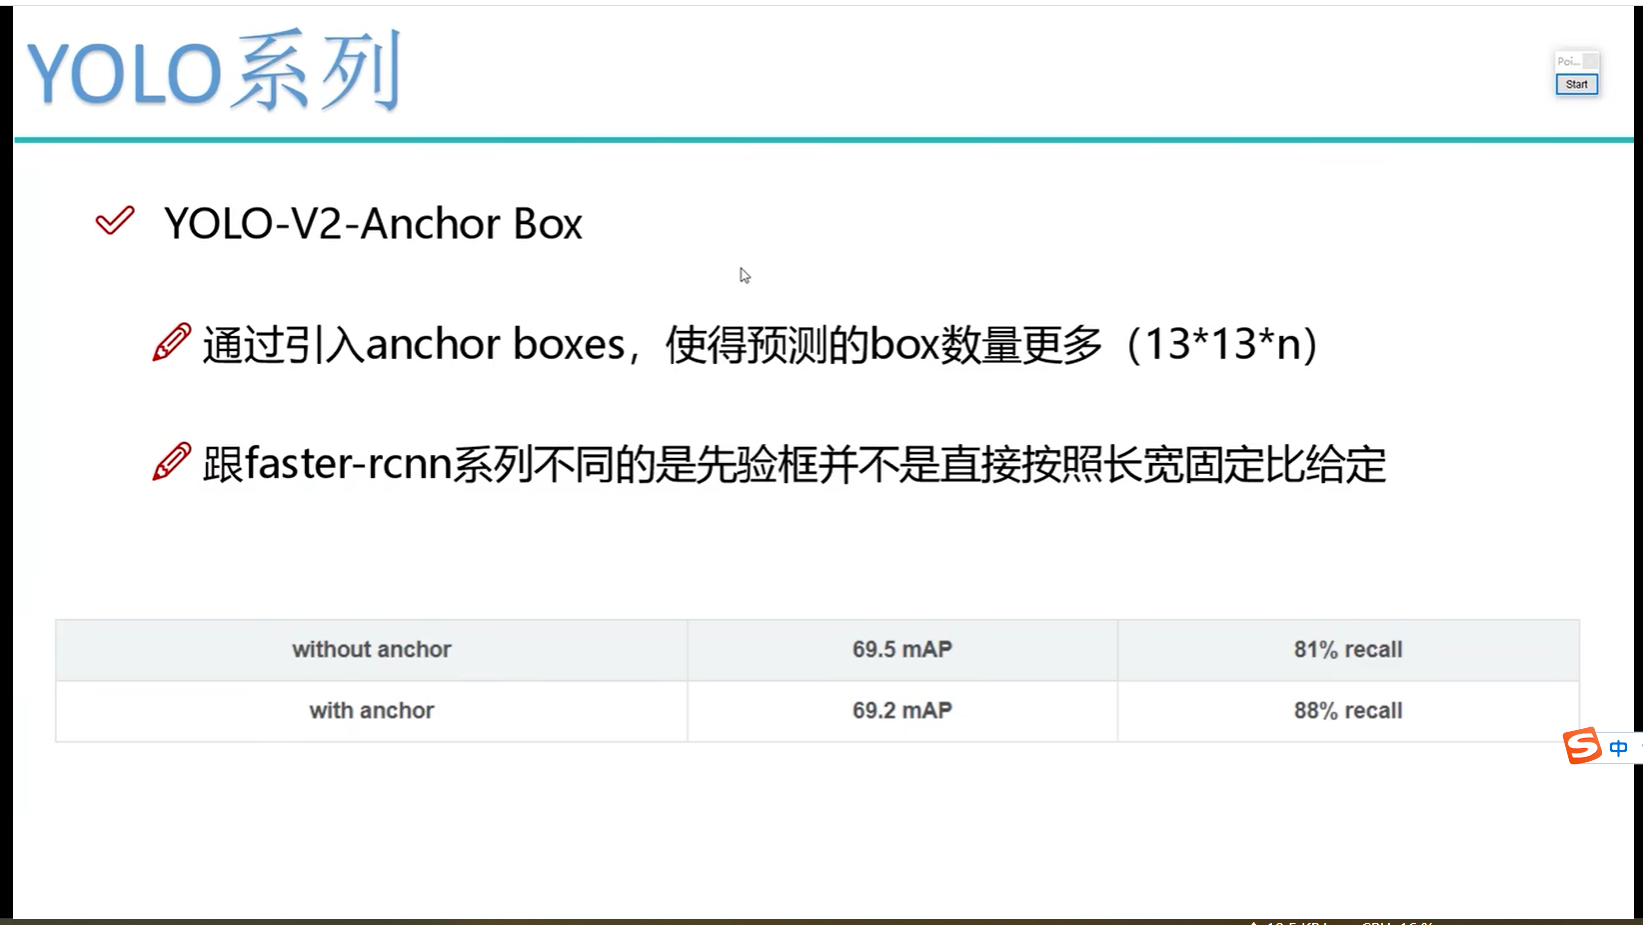 YOLO系列
Poi...
Start
YOLO-V2-Anchor Box
通过引入anchor boxes，使得预测的box数量更多（13*13*n）
跟faster-rcnn系列不同的是先验框并不是直接按照长宽固定比给定
without anchor 69.5 mAP 81% recall
with anchor 69.2 mAP 88% recall
中